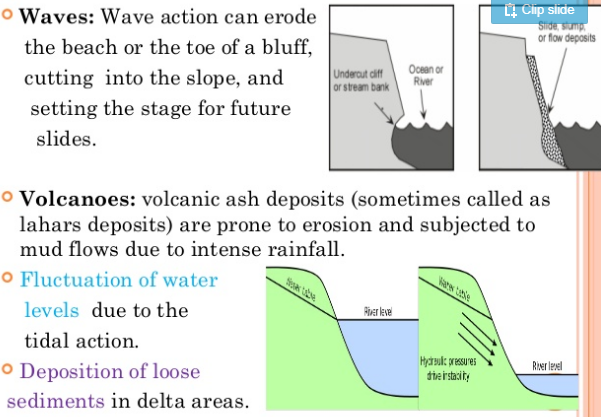 Clip slide
Waves: Wave action can erode
the beach or the toe of a bluff,
cutting into the slope, and
setting the stage for future
slides.
Undercut cliff
or stream bank
Ocean or
River
Slide, slump,
or flow deposits
Volcanoes: volcanic ash deposits (sometimes called as
lahars deposits) are prone to erosion and subjected to
mud flows due to intense rainfall.
Fluctuation of water
levels due to the
tidal action.
Deposition of loose
sediments in delta areas.
Water table
River level
Water table
Hydraulic pressures
drive instability
River level